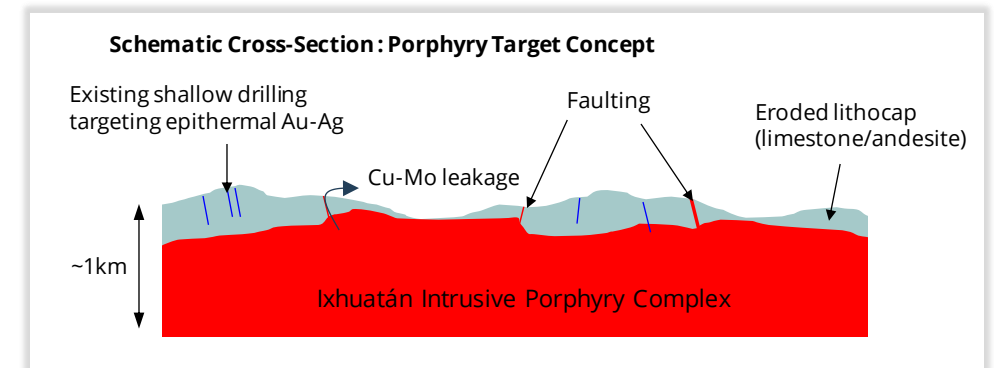 Schematic Cross-Section: Porphyry Target Concept
Existing shallow drilling
targeting epithermal Au-Ag
Faulting
Eroded lithocap
(limestone/andesite)
Cu-Mo leakage
~1km
Ixhuatán Intrusive Porphyry Complex